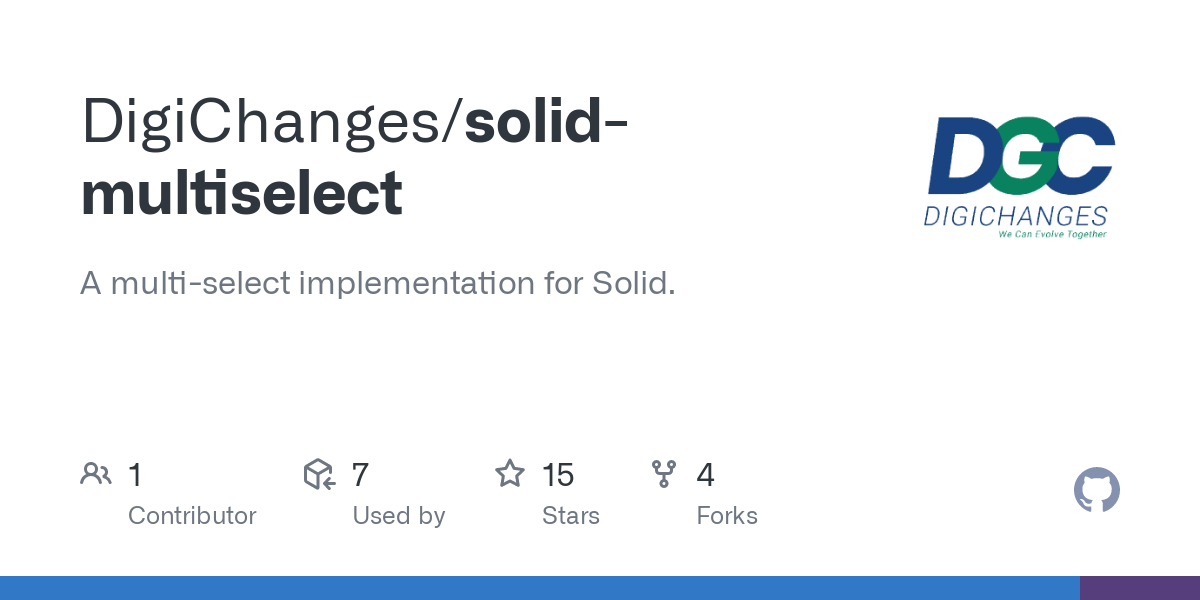 DigiChanges/solid-
multiselect
A multi-select implementation for Solid.
DGC
DIGICHANGES
We Can Evolve Together
1
Contributor
7
Used by
15
Stars
4
Forks